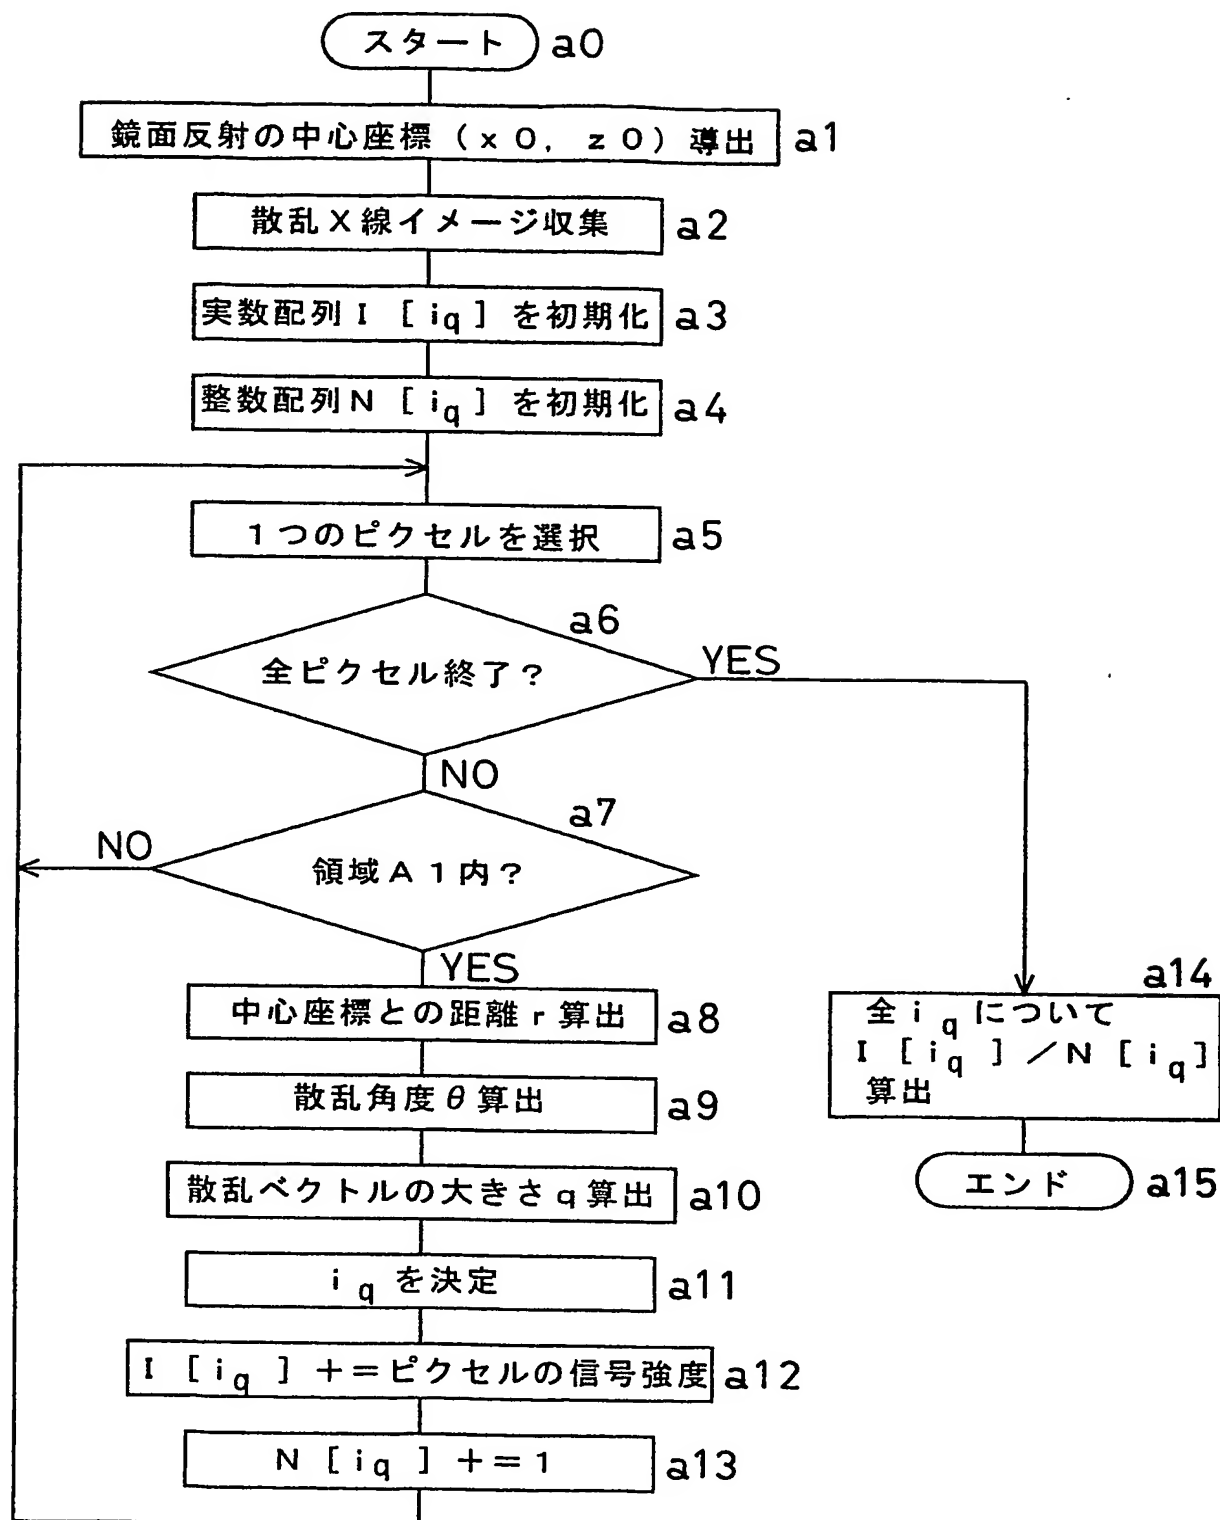 スタート a0
鏡面反射の中心座標(x0, z0)導出 a1
散乱X線イメージ収集 a2
実数配列I[iq]を初期化 a3
整数配列N[iq]を初期化 a4
1つのピクセルを選択 a5
a6
全ピクセル終了?
YES
NO
a7
領域A1内?
NO
YES
中心座標との距離r算出 a8
散乱角度θ算出 a9
散乱ベクトルの大きさq算出 a10
iqを決定 a11
I[iq]+=ピクセルの信号強度 a12
N[iq]+=1 a13
a14
全iqについて
I[iq]/N[iq]
算出
エンド a15